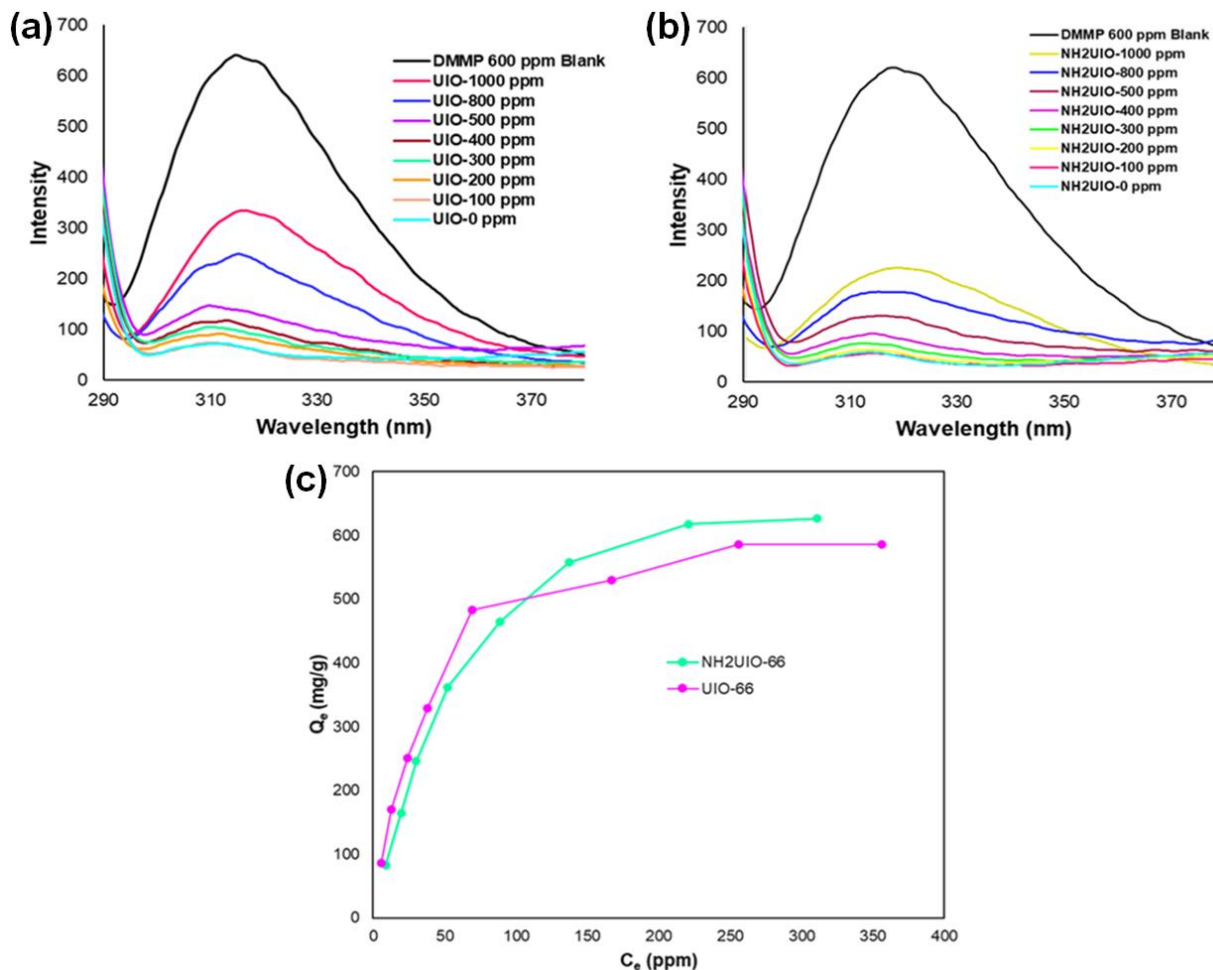 (a)
700
600
500
400
300
200
100
0
Intensity
290
310
330
350
370
Wavelength (nm)
DMMP 600 ppm Blank
UIO-1000 ppm
UIO-800 ppm
UIO-500 ppm
UIO-400 ppm
UIO-300 ppm
UIO-200 ppm
UIO-100 ppm
UIO-0 ppm
(b)
700
600
500
400
300
200
100
0
Intensity
290
310
330
350
370
Wavelength (nm)
DMMP 600 ppm Blank
NH2UIO-1000 ppm
NH2UIO-800 ppm
NH2UIO-500 ppm
NH2UIO-400 ppm
NH2UIO-300 ppm
NH2UIO-200 ppm
NH2UIO-100 ppm
NH2UIO-0 ppm
(c)
700
600
500
400
300
200
100
0
Qe (mg/g)
0
50
100
150
200
250
300
350
400
Ce (ppm)
NH2UIO-66
UIO-66